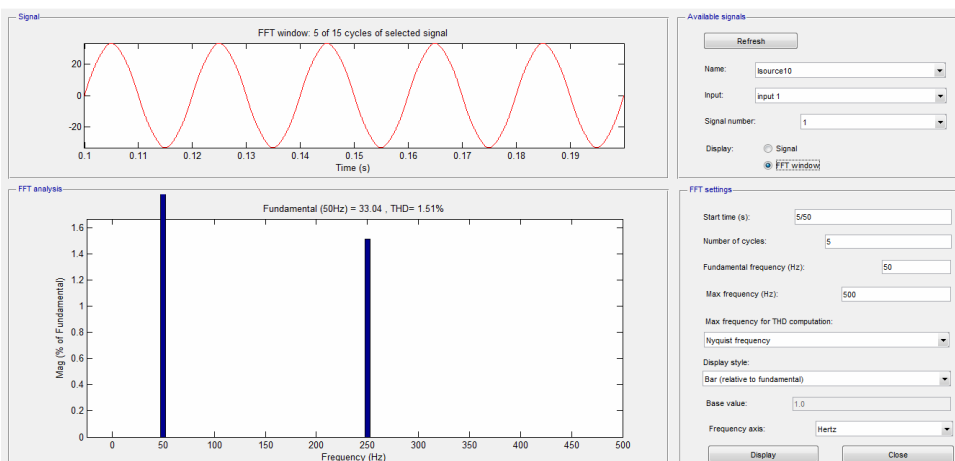 Signal
FFT window: 5 of 15 cycles of selected signal
20
0
-20
0.1 0.11 0.12 0.13 0.14 0.15 0.16 0.17 0.18 0.19
Time (s)
FFT analysis
Fundamental (50Hz) = 33.04 , THD= 1.51%
Mag (% of Fundamental)
1.6
1.4
1.2
1
0.8
0.6
0.4
0.2
0
0 50 100 150 200 250 300 350 400 450 500
Frequency (Hz)
Available signals
Refresh
Name: Isource10
Input: input 1
Signal number: 1
Display: Signal
FFT window
FFT settings
Start time (s): 5/50
Number of cycles: 5
Fundamental frequency (Hz): 50
Max frequency (Hz): 500
Max frequency for THD computation:
Nyquist frequency
Display style:
Bar (relative to fundamental)
Base value: 1.0
Frequency axis: Hertz
Display Close